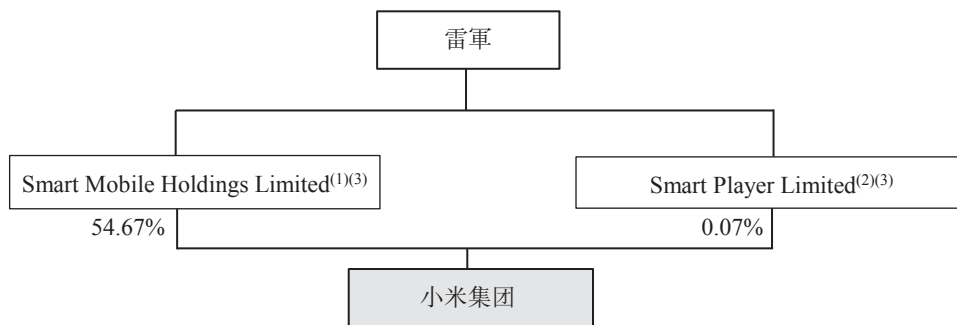 雷軍
Smart Mobile Holdings Limited(1)(3)
Smart Player Limited(2)(3)
54.67%
0.07%
小米集团